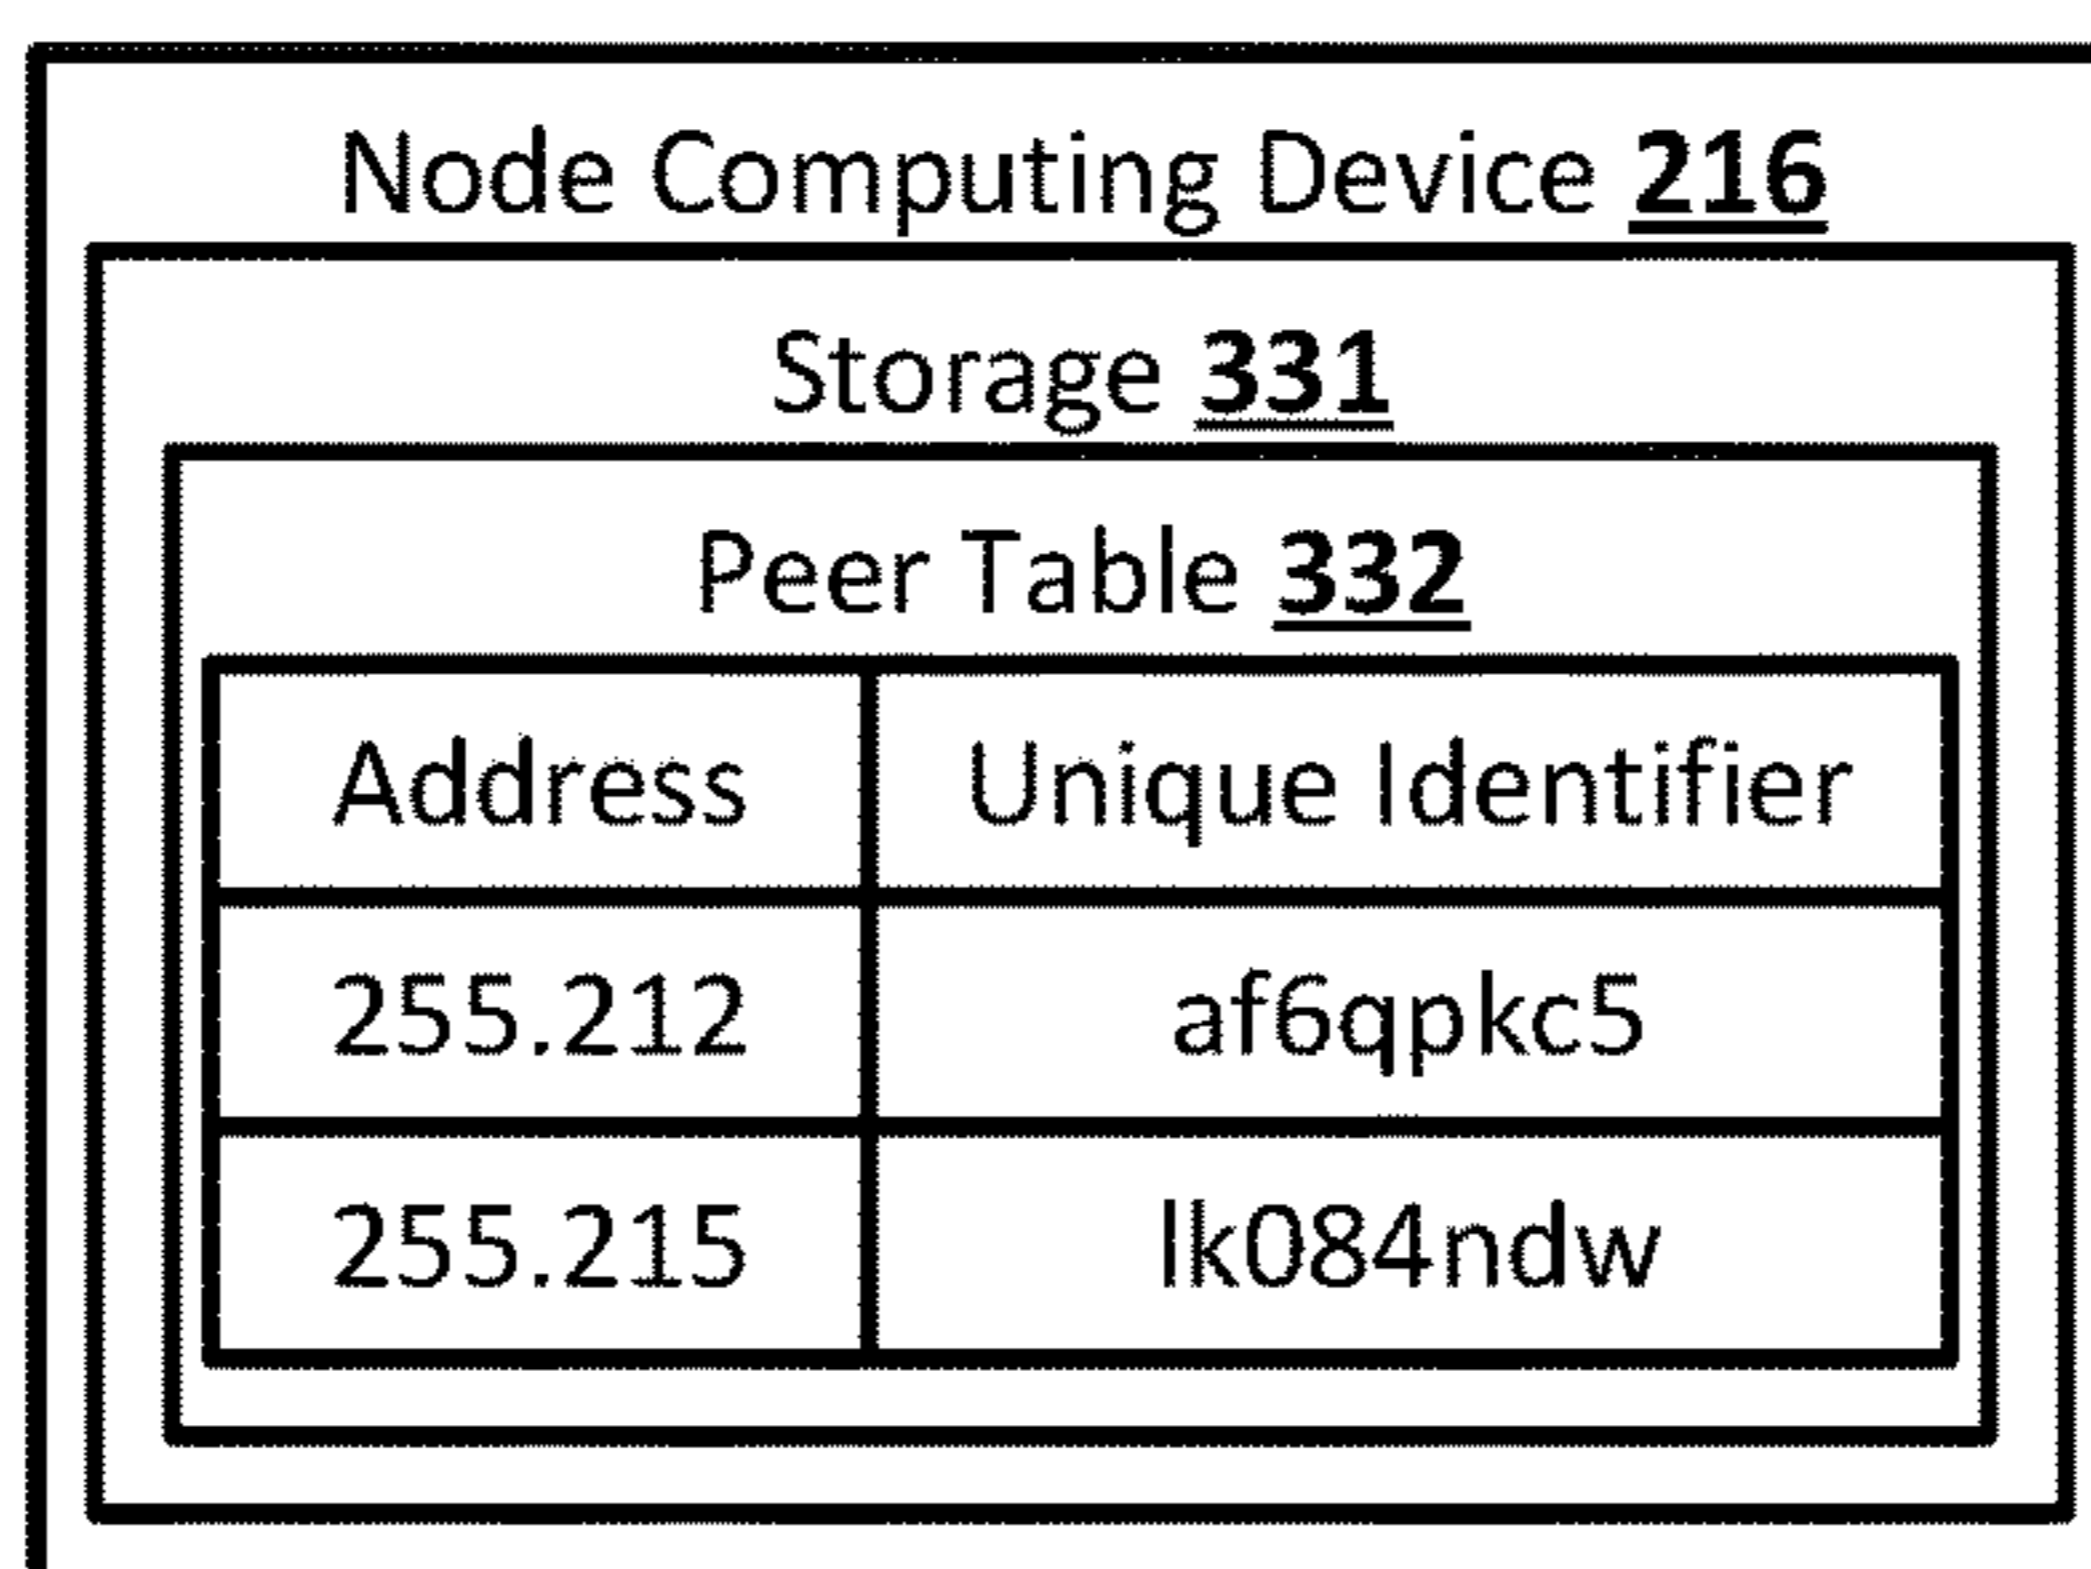 Node Computing Device 216
Storage 331
Peer Table 332
Address Unique Identifier
255.212 af6qpkc5
255.215 lk084ndw